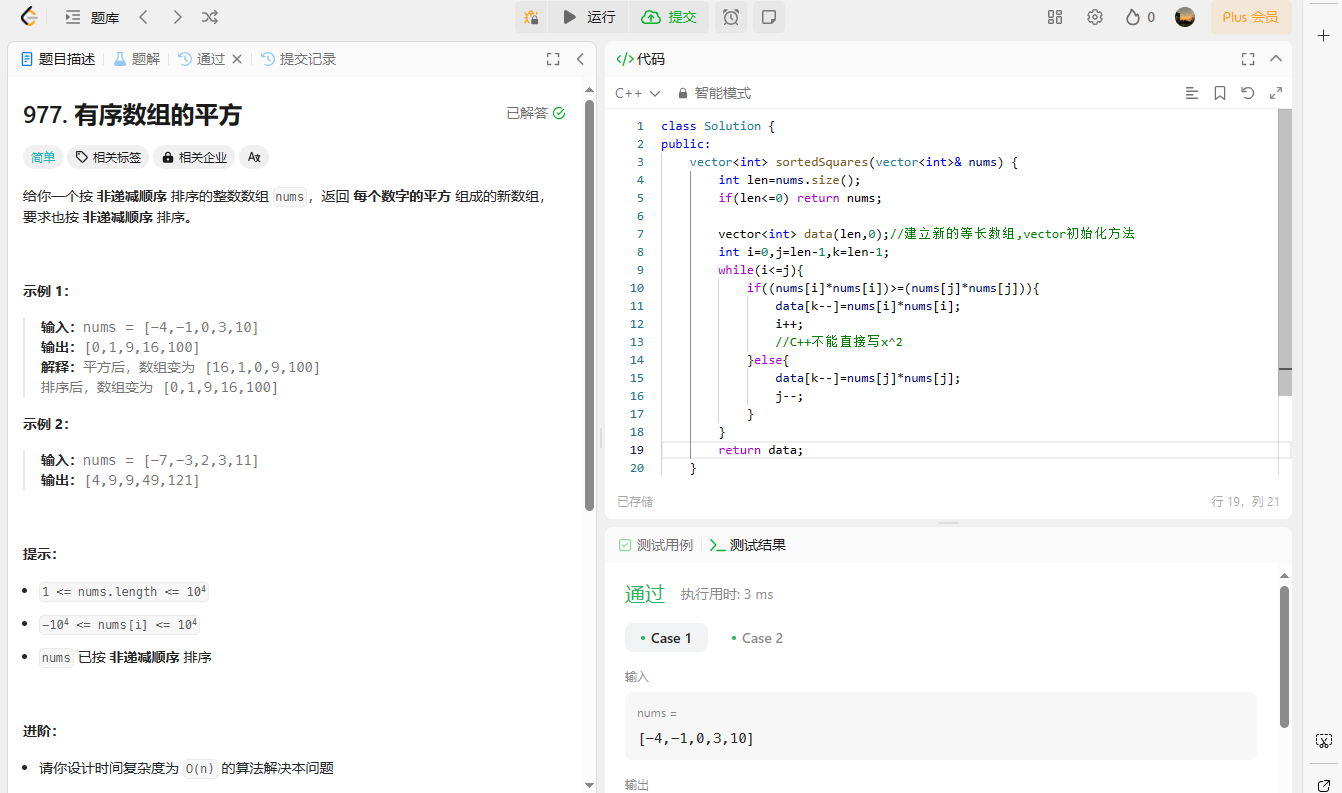 题库
运行
提交
0
Plus 会员
题目描述
题解
通过
提交记录
977. 有序数组的平方
已解答
简单
相关标签
相关企业
给你一个按 非递减顺序 排序的整数数组 nums，返回 每个数字的平方 组成的新数组，
要求也按 非递减顺序 排序。
示例 1：
输入：nums = [-4,-1,0,3,10]
输出：[0,1,9,16,100]
解释：平方后，数组变为 [16,1,0,9,100]
排序后，数组变为 [0,1,9,16,100]
示例 2：
输入：nums = [-7,-3,2,3,11]
输出：[4,9,9,49,121]
提示：
1 <= nums.length <= 10⁴
-10⁴ <= nums[i] <= 10⁴
nums 已按 非递减顺序 排序
进阶：
请你设计时间复杂度为 O(n) 的算法解决本问题
</>代码
C++
智能模式
1 class Solution {
2 public:
3     vector<int> sortedSquares(vector<int>& nums) {
4         int len=nums.size();
5         if(len<=0) return nums;
6
7         vector<int> data(len,0);//建立新的等长数组,vector初始化方法
8         int i=0,j=len-1,k=len-1;
9         while(i<=j){
10             if((nums[i]*nums[i])>=(nums[j]*nums[j])){
11                 data[k--]=nums[i]*nums[i];
12                 i++;
13                 //C++不能直接写x^2
14             }else{
15                 data[k--]=nums[j]*nums[j];
16                 j--;
17             }
18         }
19         return data;
20     }
已存储
行 19，列 21
测试用例
测试结果
通过
执行用时: 3 ms
Case 1
Case 2
输入
nums =
[-4,-1,0,3,10]
输出